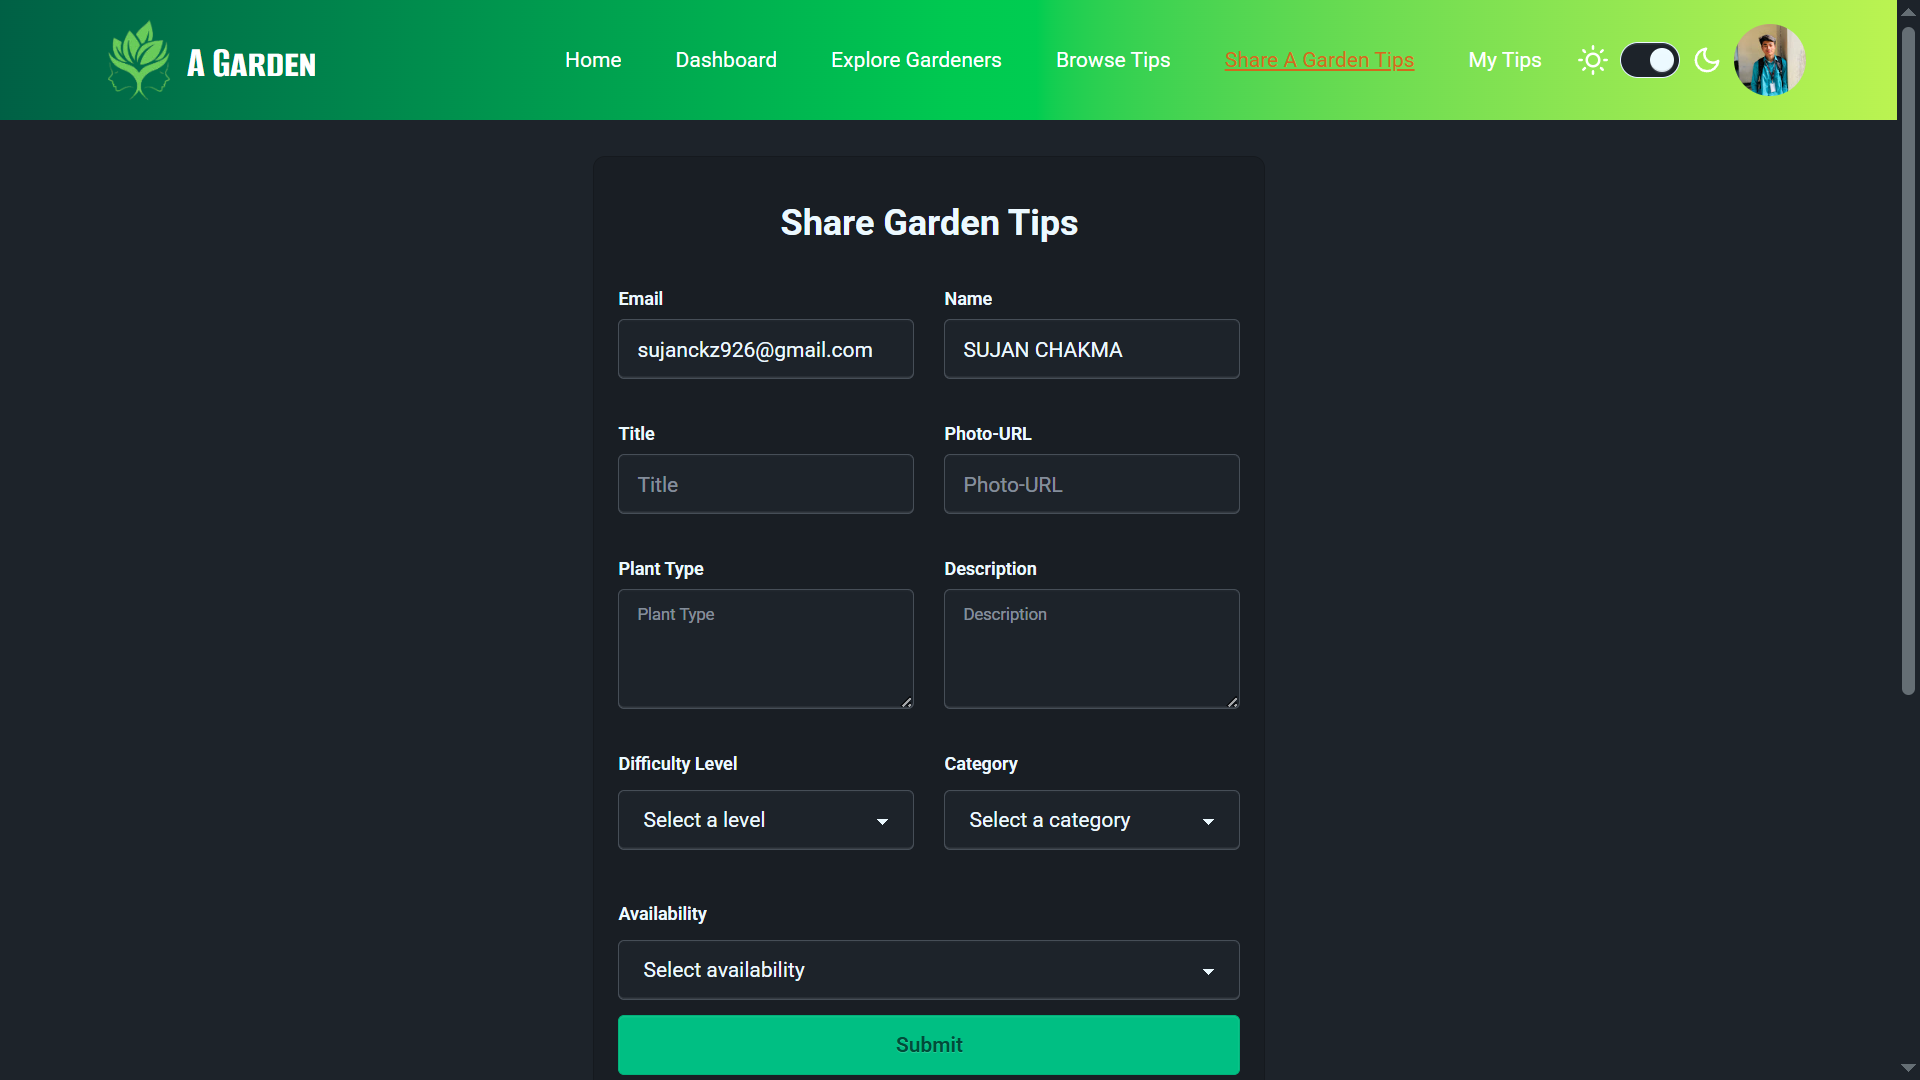 A GARDEN
Home Dashboard Explore Gardeners Browse Tips Share A Garden Tips My Tips
Share Garden Tips
Email Name
sujanckz926@gmail.com SUJAN CHAKMA
Title Photo-URL
Title Photo-URL
Plant Type Description
Plant Type Description
Difficulty Level Category
Select a level Select a category
Availability
Select availability
Submit